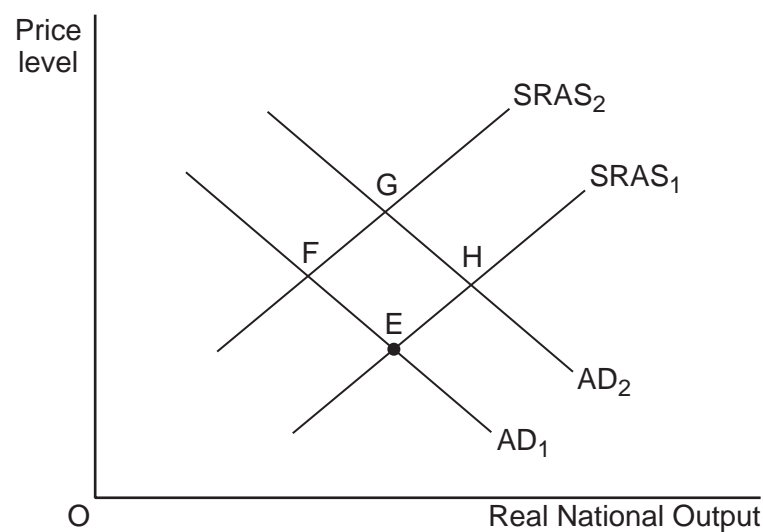 Price
level
SRAS₂
SRAS₁
G
F
H
E
AD₂
AD₁
O
Real National Output